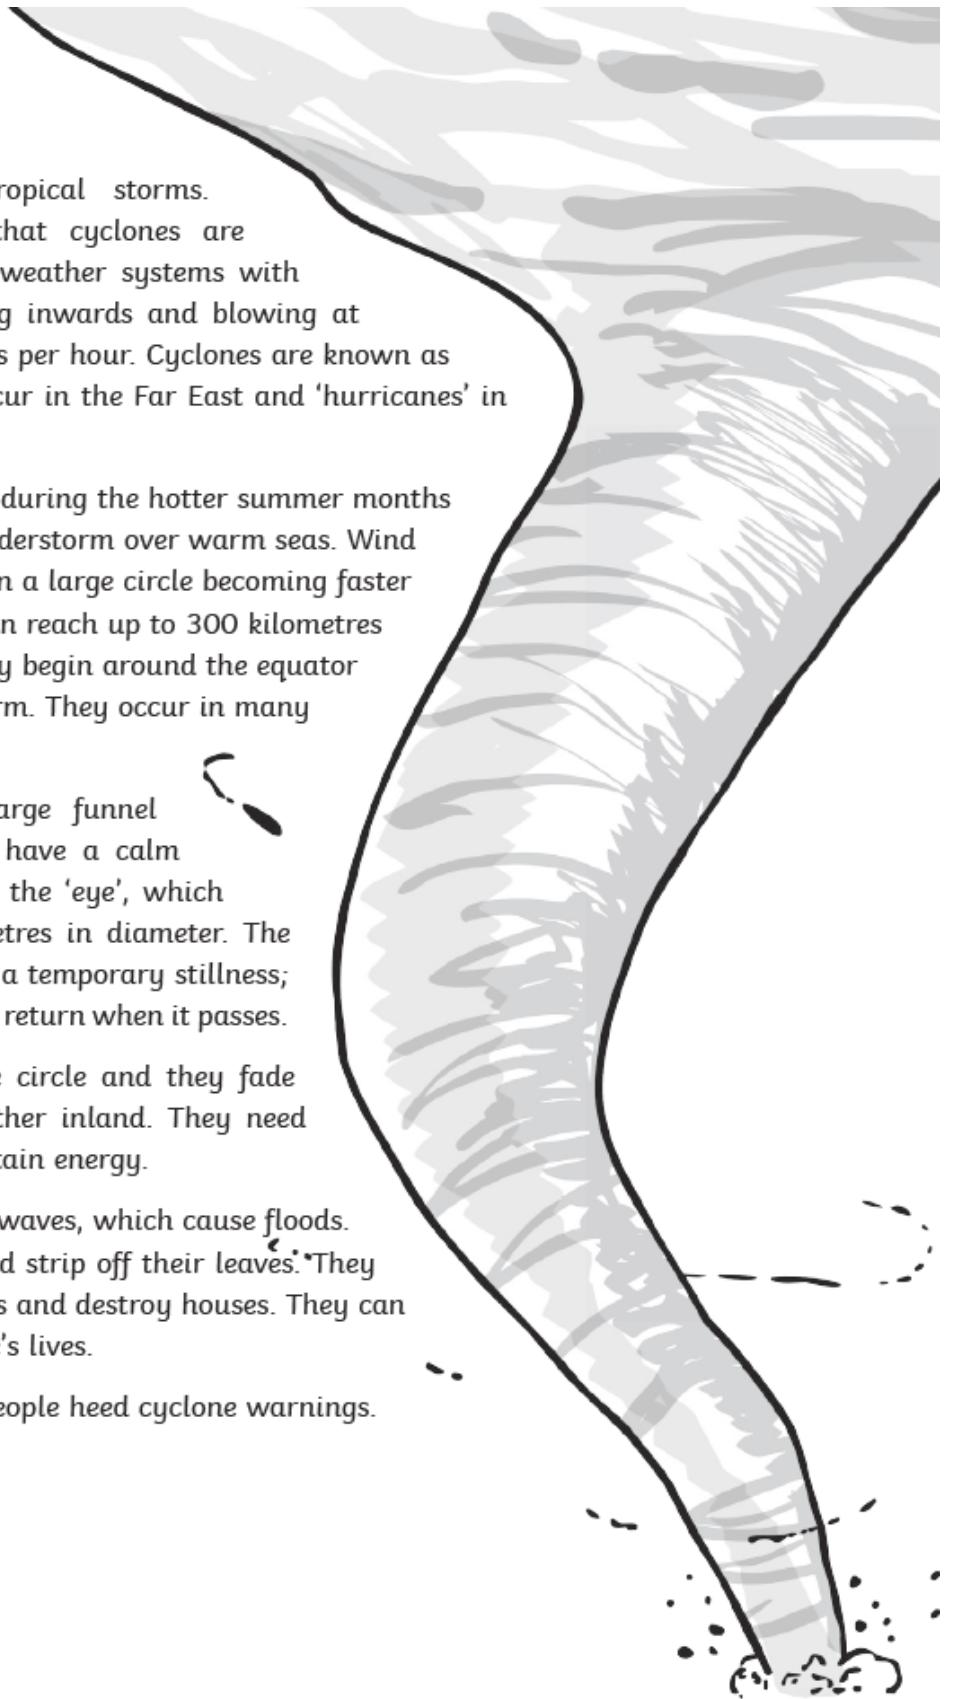 ropical storms.
that cyclones are
weather systems with
g inwards and blowing at
s per hour. Cyclones are known as
cur in the Far East and ‘hurricanes’ in
during the hotter summer months
derstorm over warm seas. Wind
n a large circle becoming faster
n reach up to 300 kilometres
y begin around the equator
rm. They occur in many
arge funnel
have a calm
the ‘eye’, which
etres in diameter. The
a temporary stillness;
return when it passes.
e circle and they fade
ther inland. They need
tain energy.
waves, which cause floods.
d strip off their leaves. They
s and destroy houses. They can
e’s lives.
eople heed cyclone warnings.